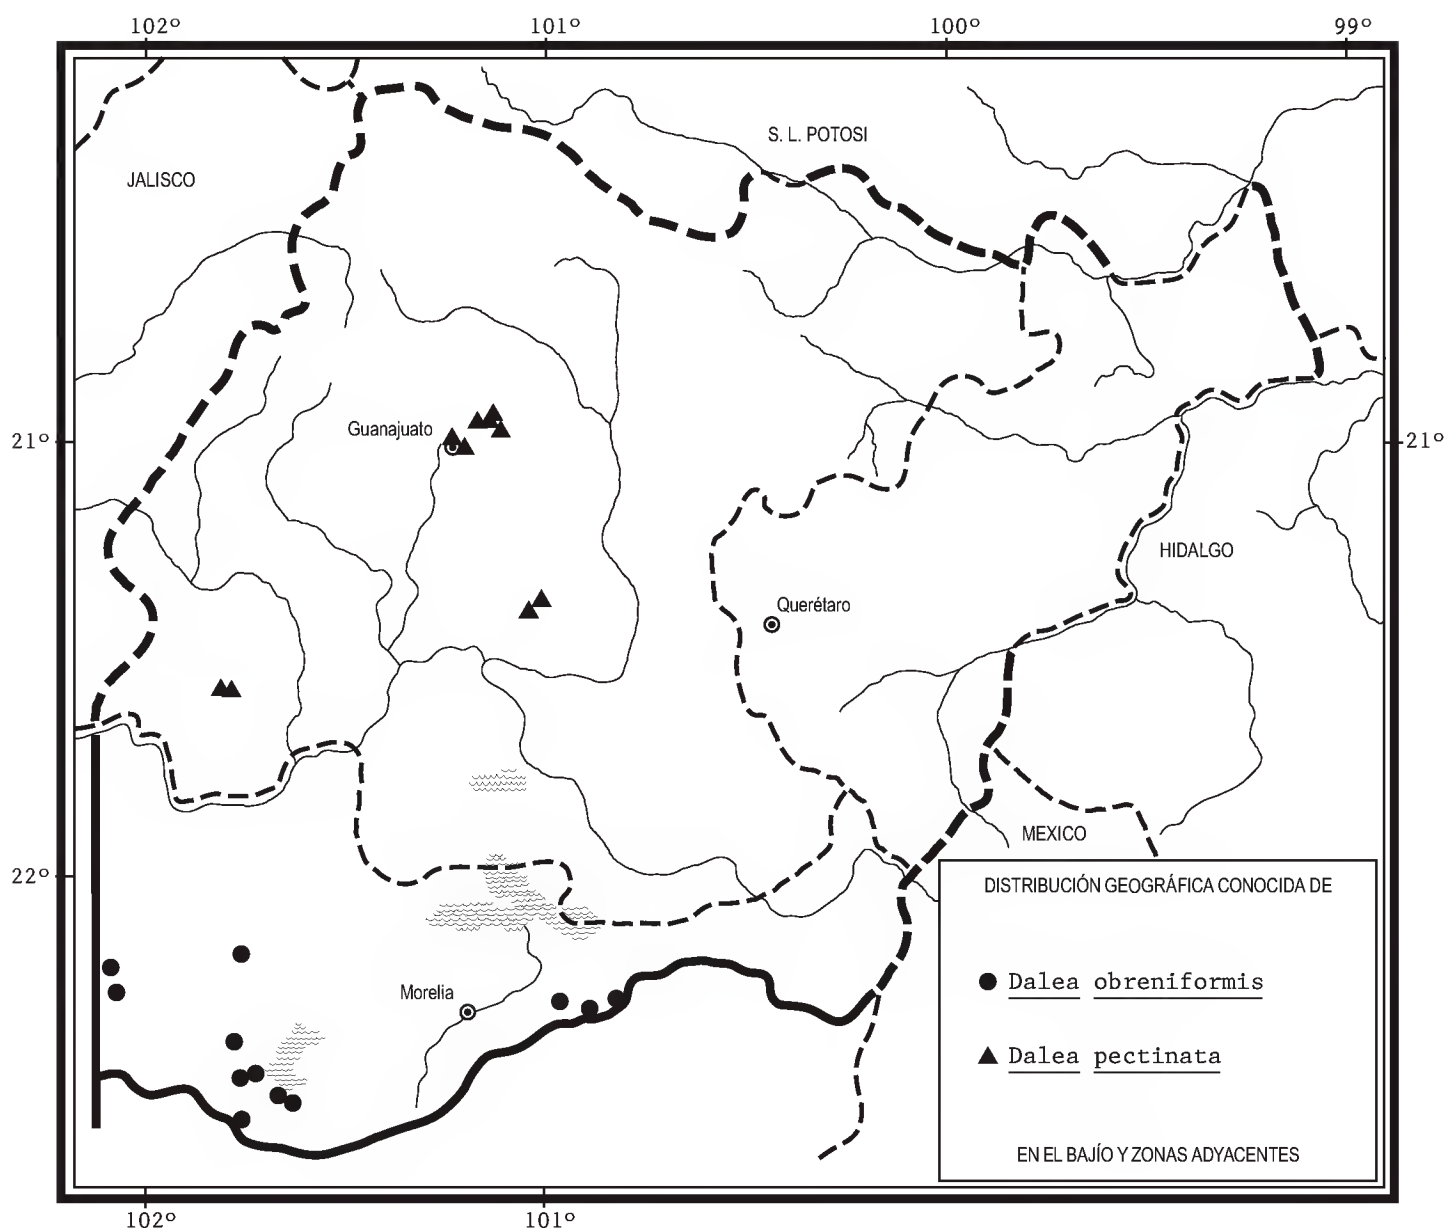 102° 101° 100° 99°
S. L. POTOSI
JALISCO
Guanajuato
21° 21°
HIDALGO
Querétaro
MEXICO
22°
DISTRIBUCIÓN GEOGRÁFICA CONOCIDA DE
Dalea obreniformis
Morelia
Dalea pectinata
EN EL BAJÍO Y ZONAS ADYACENTES
102° 101°